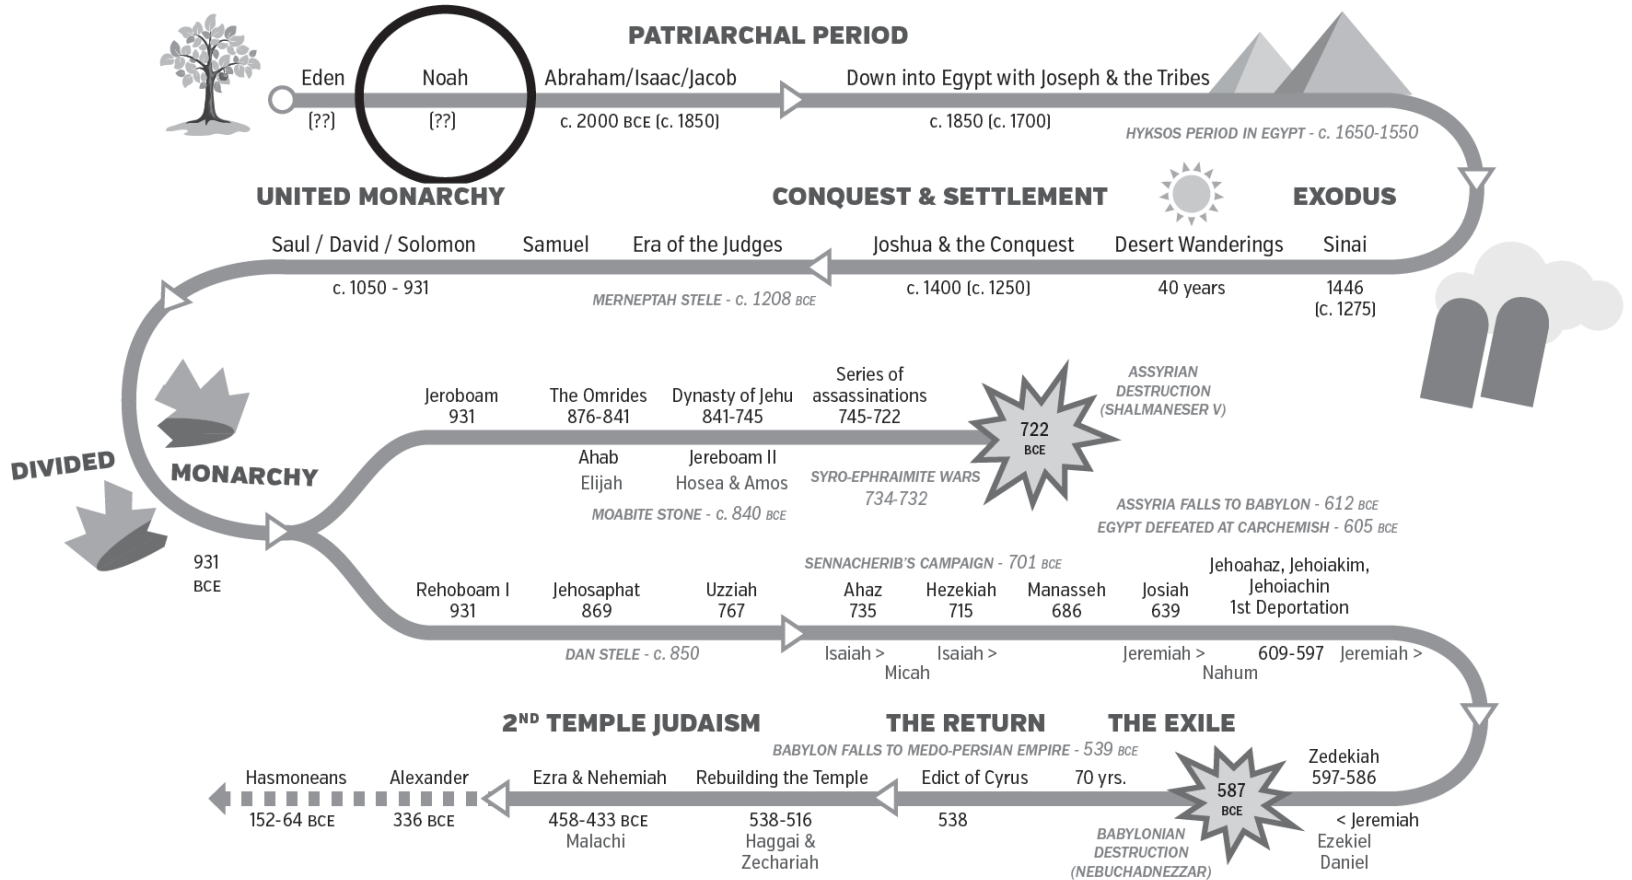 PATRIARCHAL PERIOD
Eden
Noah
Abraham/Isaac/Jacob
Down into Egypt with Joseph & the Tribes
(??)
(??)
c. 2000 BCE (c. 1850)
c. 1850 (c. 1700)
HYKSOS PERIOD IN EGYPT - c. 1650-1550
UNITED MONARCHY
CONQUEST & SETTLEMENT
EXODUS
Saul / David / Solomon
Samuel
Era of the Judges
Joshua & the Conquest
Desert Wanderings
Sinai
c. 1050 - 931
MERNEPTAH STELE - c. 1208 BCE
c. 1400 (c. 1250)
40 years
1446
(c. 1275)
DIVIDED
MONARCHY
931
BCE
Jeroboam
931
The Omrides
876-841
Dynasty of Jehu
841-745
Series of
assassinations
745-722
722
BCE
ASSYRIAN
DESTRUCTION
(SHALMANESER V)
Ahab
Elijah
Jereboam II
Hosea & Amos
SYRO-EPHRAIMITE WARS
734-732
MOABITE STONE - c. 840 BCE
ASSYRIA FALLS TO BABYLON - 612 BCE
EGYPT DEFEATED AT CARCHEMISH - 605 BCE
SENNACHERIB'S CAMPAIGN - 701 BCE
Rehoboam I
931
Jehosaphat
869
Uzziah
767
Ahaz
735
Hezekiah
715
Manasseh
686
Josiah
639
Jehoahaz, Jehoiakim,
Jehoiachin
1st Deportation
DAN STELE - c. 850
Isaiah >
Micah
Isaiah >
Jeremiah >
Nahum
609-597
Jeremiah >
2ND TEMPLE JUDAISM
THE RETURN
THE EXILE
BABYLON FALLS TO MEDO-PERSIAN EMPIRE - 539 BCE
Hasmoneans
152-64 BCE
Alexander
336 BCE
Ezra & Nehemiah
458-433 BCE
Malachi
Rebuilding the Temple
538-516
Haggai &
Zechariah
Edict of Cyrus
538
70 yrs.
587
BCE
BABYLONIAN
DESTRUCTION
(NEBUCHADNEZZAR)
Zedekiah
597-586
< Jeremiah
Ezekiel
Daniel